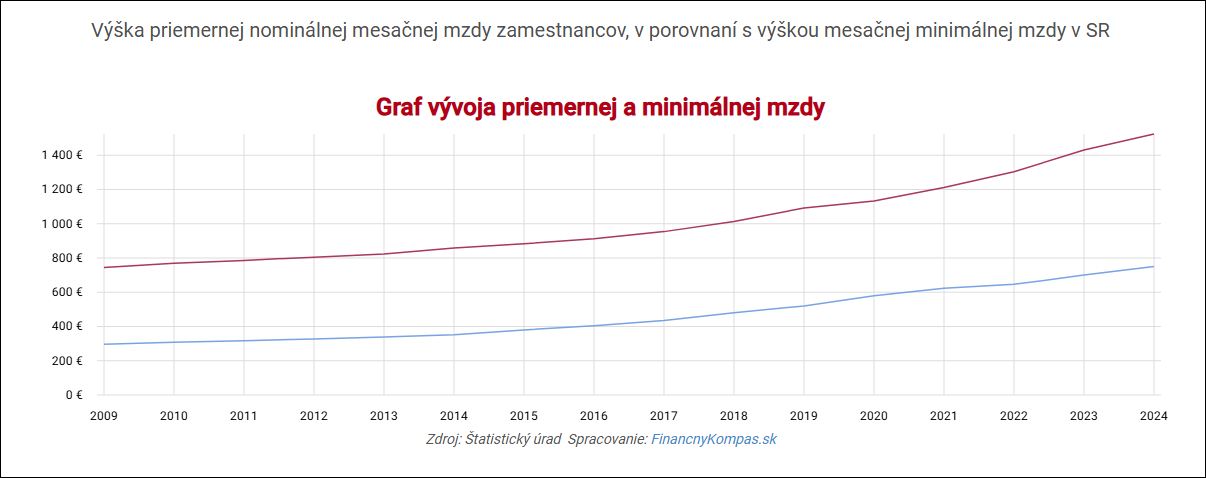 Výška priemernej nominálnej mesačnej mzdy zamestnancov, v porovnaní s výškou mesačnej minimálnej mzdy v SR
Graf vývoja priemernej a minimálnej mzdy
1 400 €
1 200 €
1 000 €
800 €
600 €
400 €
200 €
0 €
2009 2010 2011 2012 2013 2014 2015 2016 2017 2018 2019 2020 2021 2022 2023 2024
Zdroj: Štatistický úrad Spracovanie: FinancnyKompas.sk